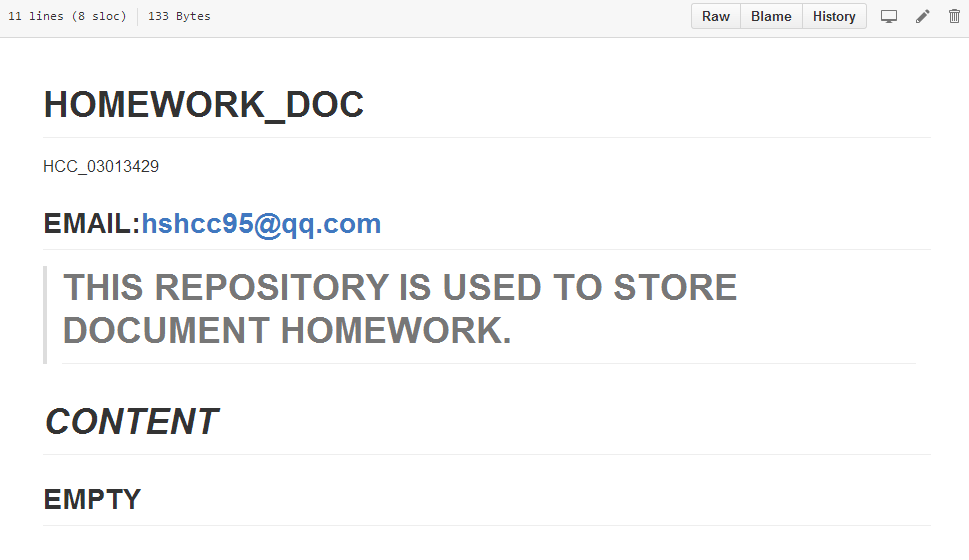 11 lines (8 sloc) 133 Bytes Raw Blame History
HOMEWORK_DOC
HCC_03013429
EMAIL:hshcc95@qq.com
THIS REPOSITORY IS USED TO STORE
DOCUMENT HOMEWORK.
CONTENT
EMPTY